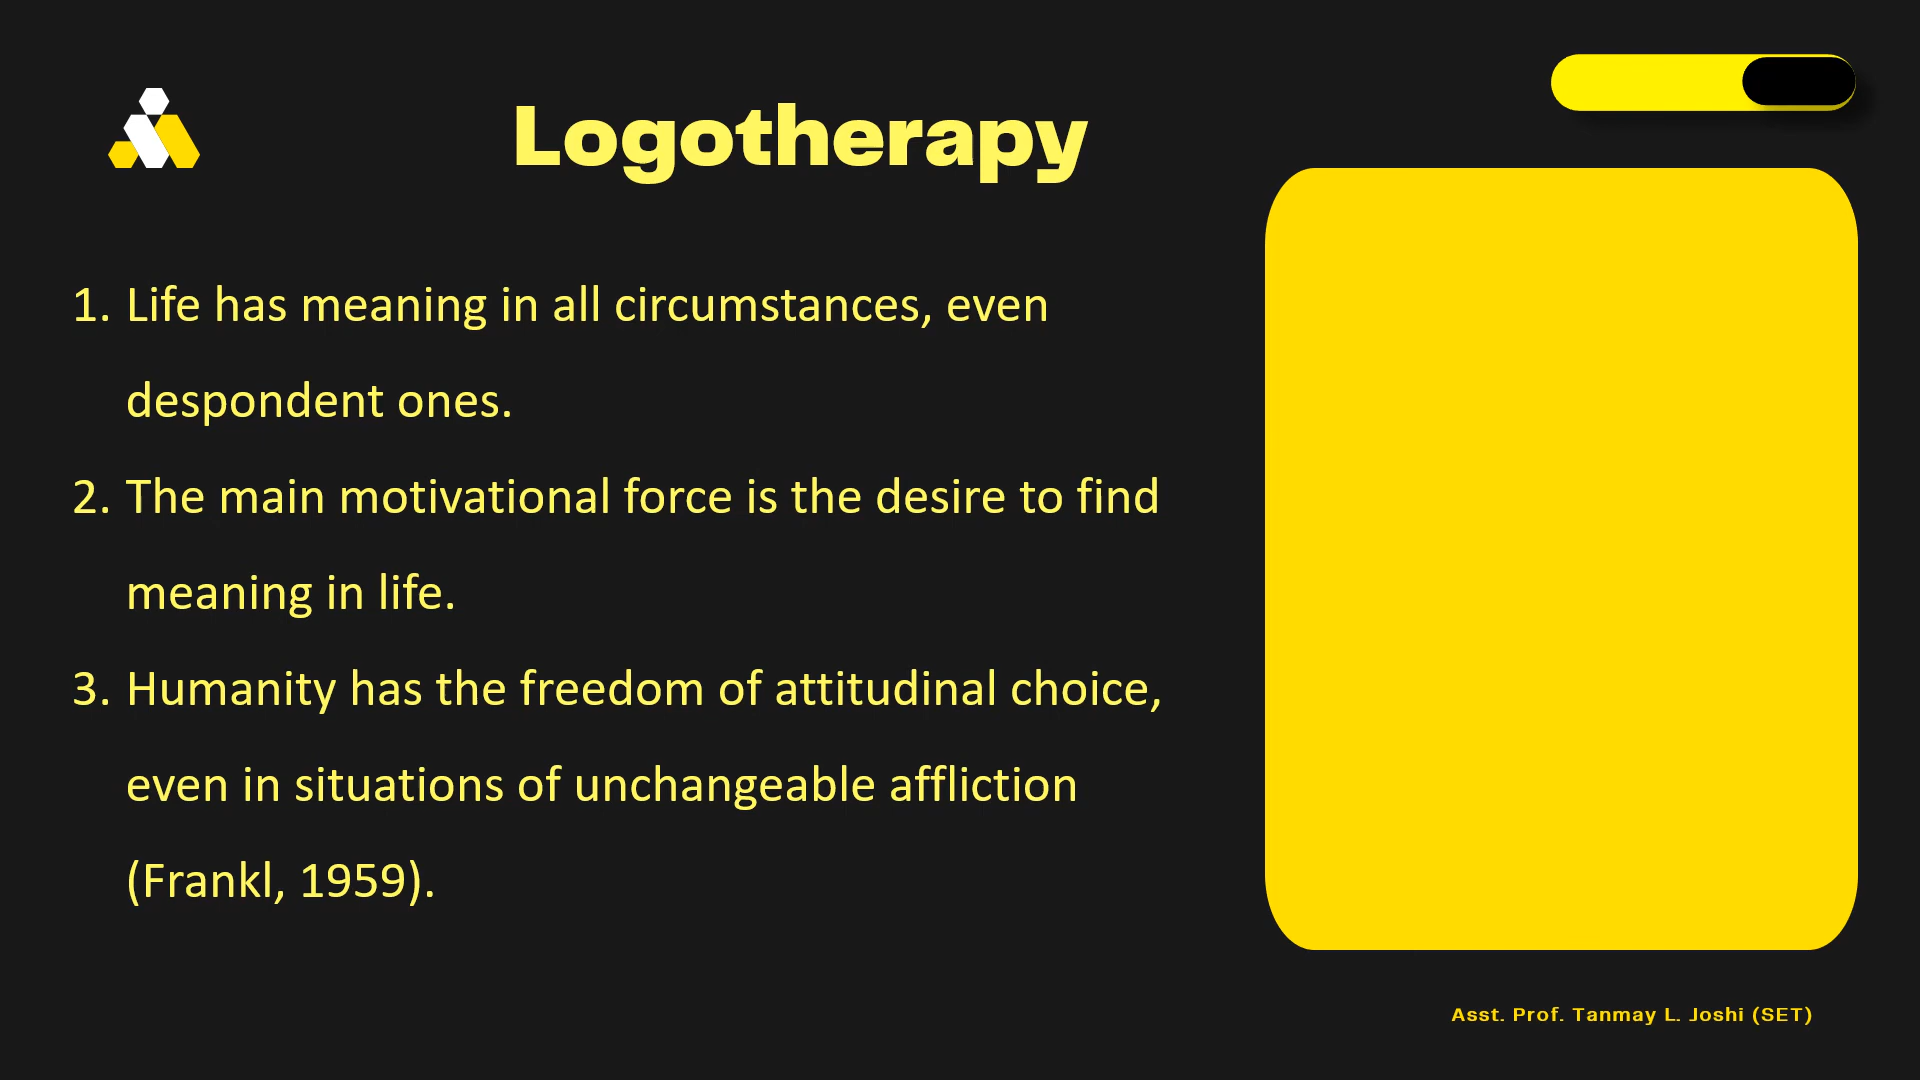 Logotherapy
1. Life has meaning in all circumstances, even
despondent ones.
2. The main motivational force is the desire to find
meaning in life.
3. Humanity has the freedom of attitudinal choice,
even in situations of unchangeable affliction
(Frankl, 1959).
Asst. Prof. Tanmay L. Joshi (SET)